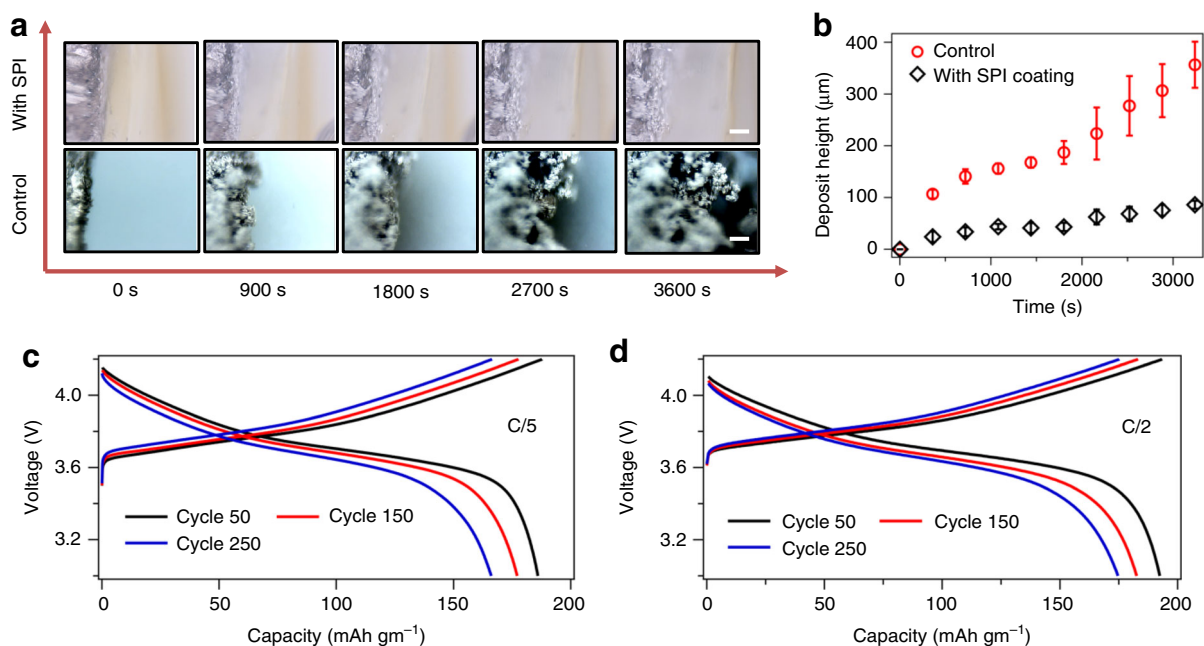 a
With SPI
Control
0 s
900 s
1800 s
2700 s
3600 s
b
400
300
200
100
0
Deposit height (μm)
Control
With SPI coating
0
1000
2000
3000
Time (s)
c
4.0
3.6
3.2
Voltage (V)
C/5
Cycle 50
Cycle 150
Cycle 250
0
50
100
150
200
Capacity (mAh gm⁻¹)
d
4.0
3.6
3.2
Voltage (V)
C/2
Cycle 50
Cycle 150
Cycle 250
0
50
100
150
200
Capacity (mAh gm⁻¹)